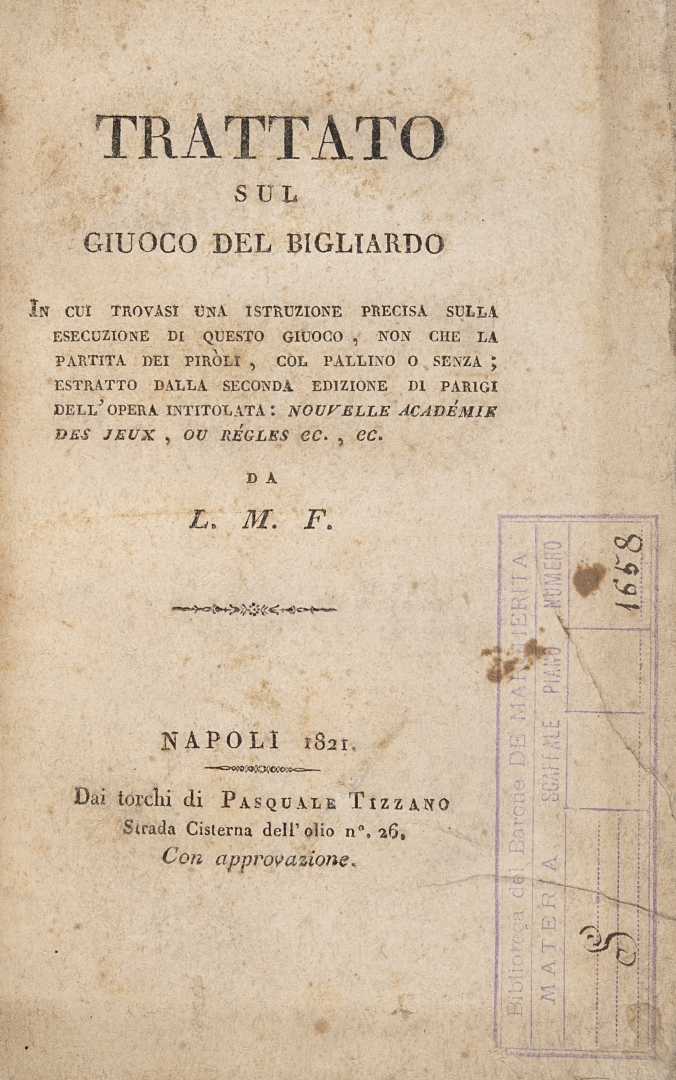 TRATTATO
SUL
GIUOCO DEL BIGLIARDO
IN CUI TROVASI UNA ISTRUZIONE PRECISA SULLA
ESECUZIONE DI QUESTO GIUOCO , NON CHE LA
PARTITA DEI PIRÒLI , COL PALLINO O SENZA ;
ESTRATTO DALLA SECONDA EDIZIONE DI PARIGI
DELL' OPERA INTITOLATA : NOUVELLE ACADÉMIE
DES JEUX , OU RÉGLES ec. , ec.
DA
L. M. F.
NAPOLI 1821.
Dai torchi di PASQUALE TIZZANO
Strada Cisterna dell' olio n°. 26.
Con approvazione.
Biblioteca del Barone DE MARGHERITA
MATERIA SCAFFALE PIANO NUMERO
S 1658